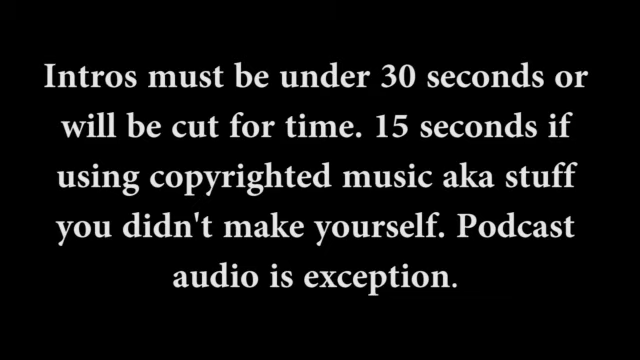 Intros must be under 30 seconds or
will be cut for time. 15 seconds if
using copyrighted music aka stuff
you didn't make yourself. Podcast
audio is exception.